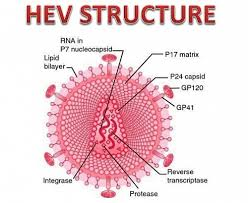 HEV STRUCTURE
RNA in
P7 nucleocapsid
Lipid
bilayer
P17 matrix
P24 capsid
GP120
GP41
Integrase
Reverse
transcriptase
Protease